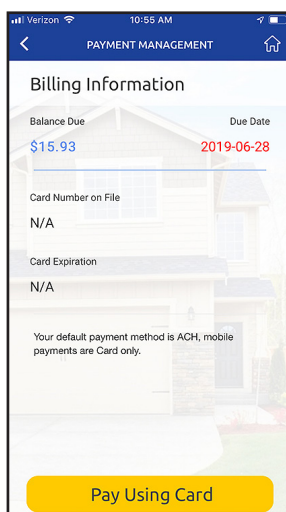 Verizon 10:55 AM
PAYMENT MANAGEMENT
Billing Information
Balance Due Due Date
$15.93 2019-06-28
Card Number on File
N/A
Card Expiration
N/A
Your default payment method is ACH, mobile
payments are Card only.
Pay Using Card